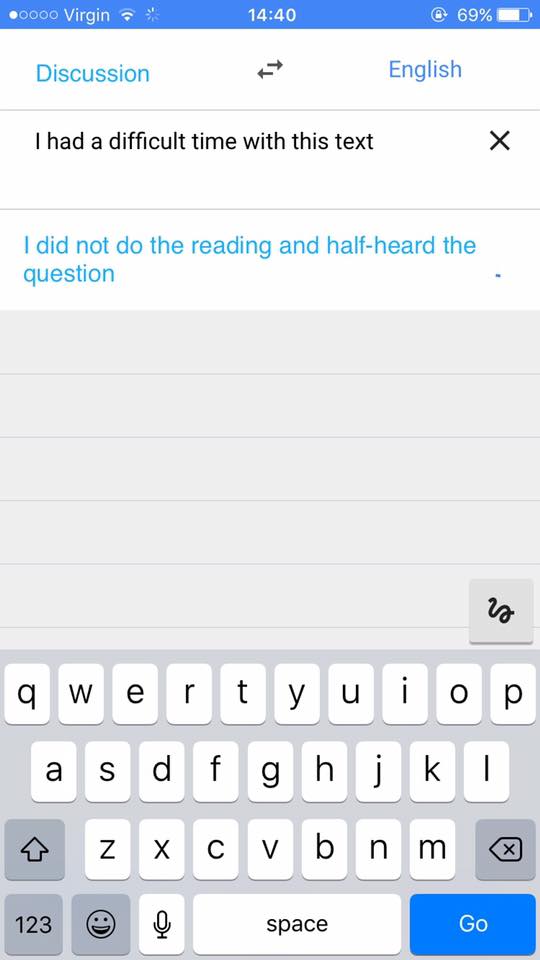 Virgin 14:40 69%
Discussion English
I had a difficult time with this text
I did not do the reading and half-heard the
question
q w e r t y u i o p
a s d f g h j k l
z x c v b n m
123 space Go